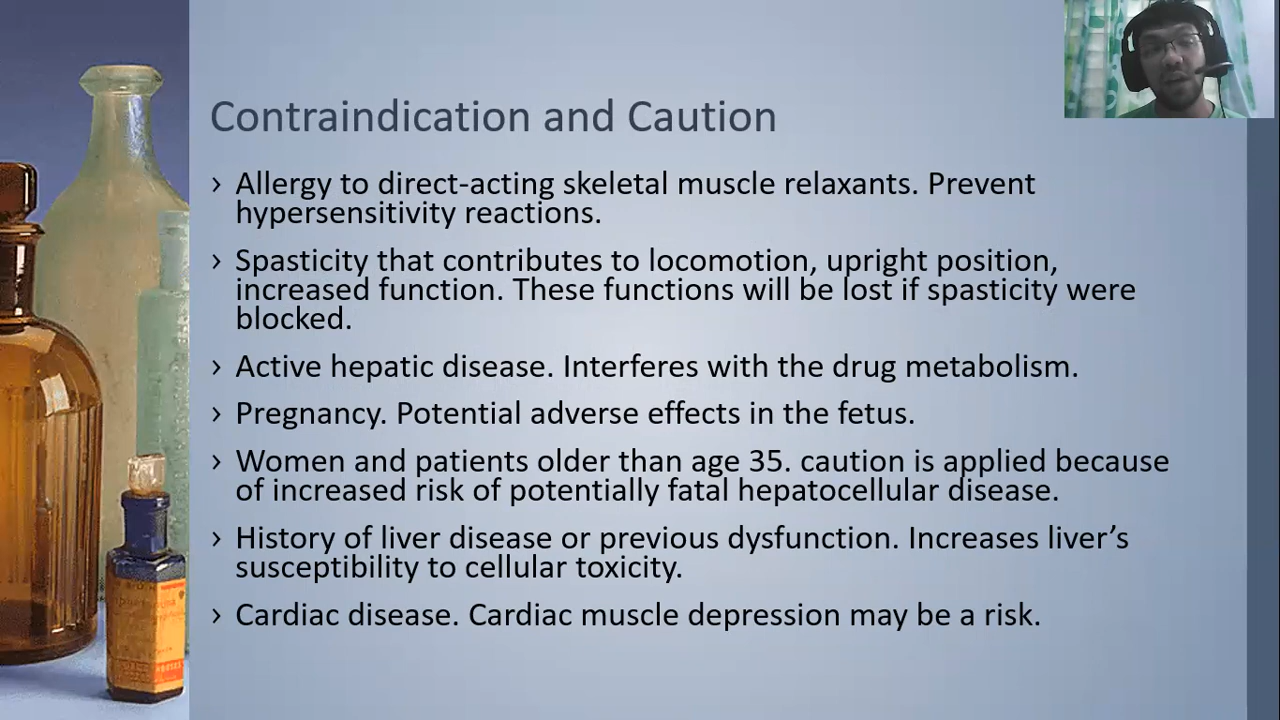 Contraindication and Caution
› Allergy to direct-acting skeletal muscle relaxants. Prevent
hypersensitivity reactions.
› Spasticity that contributes to locomotion, upright position,
increased function. These functions will be lost if spasticity were
blocked.
› Active hepatic disease. Interferes with the drug metabolism.
› Pregnancy. Potential adverse effects in the fetus.
› Women and patients older than age 35. caution is applied because
of increased risk of potentially fatal hepatocellular disease.
› History of liver disease or previous dysfunction. Increases liver’s
susceptibility to cellular toxicity.
› Cardiac disease. Cardiac muscle depression may be a risk.